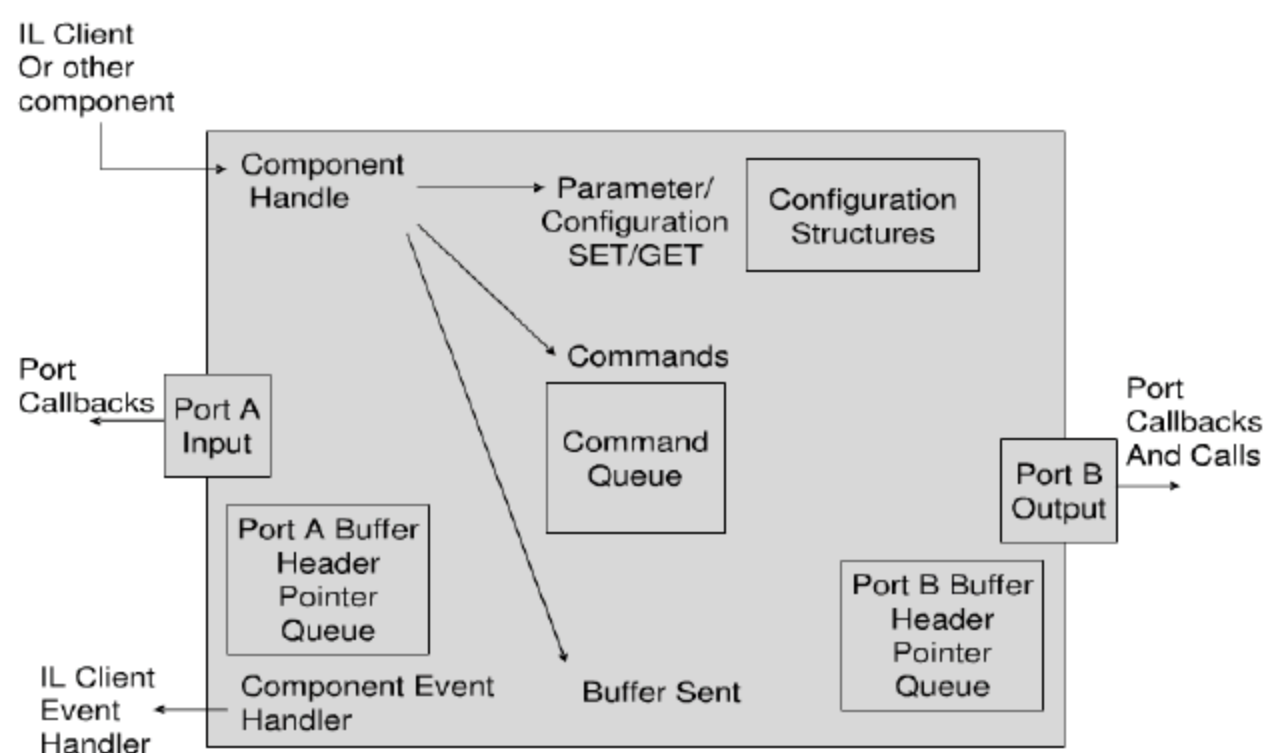 IL Client
Or other
component
Component
Handle
Parameter/
Configuration
SET/GET
Configuration
Structures
Commands
Command
Queue
Port
Callbacks
Port A
Input
Port
Callbacks
And Calls
Port B
Output
Port A Buffer
Header
Pointer
Queue
Port B Buffer
Header
Pointer
Queue
IL Client
Event
Handler
Component Event
Handler
Buffer Sent